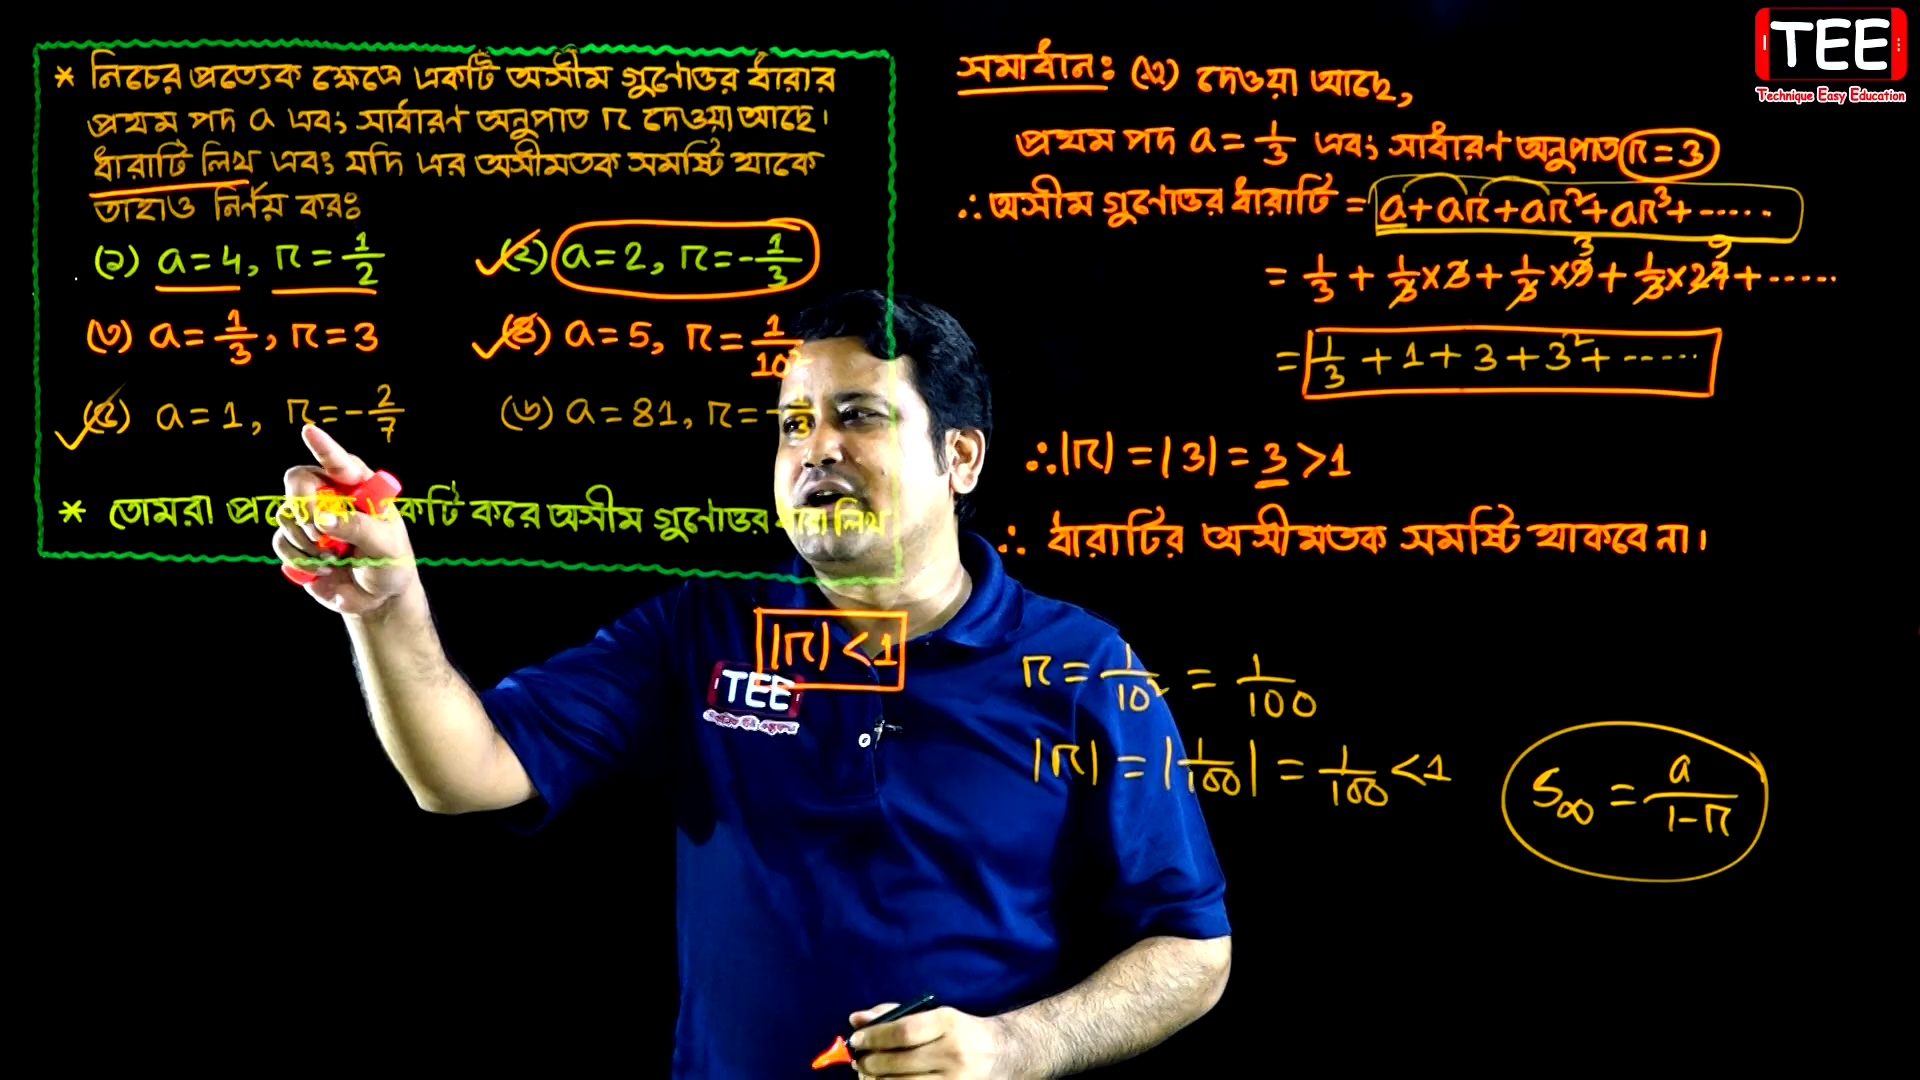 * নিচের প্রত্যেক ক্ষেত্রে একটি অসীম গুণোত্তর ধারার
প্রথম পদ a এবং সাধারণ অনুপাত r দেওয়া আছে।
ধারাটি লিখ এবং যদি এর অসীমতক সমষ্টি থাকে
তাহাও নির্ণয় করঃ
(১) a=4, r=1/2 (২) a=2, r=-1/3
(৩) a=1/3, r=3 (৪) a=5, r=1/10²
(৫) a=1, r=-2/7 (৬) a=81, r=-1/3
* তোমরা প্রত্যেকে একটি করে অসীম গুণোত্তর ধারা লিখ
|r|<1
TEE
সমাধানঃ (৩) দেওয়া আছে,
প্রথম পদ a=1/3 এবং সাধারণ অনুপাত r=3
∴ অসীম গুণোত্তর ধারাটি = a+ar+ar²+ar³+.....
= 1/3 + 1/3×3 + 1/3×9 + 1/3×27 + ......
= 1/3 + 1 + 3 + 3² + .....
∴ |r| = |3| = 3 >1
∴ ধারাটির অসীমতক সমষ্টি থাকবে না।
r = 1/10² = 1/100
|r| = |1/100| = 1/100 <1
S∞ = a/1-r
TEE
Technique Easy Education